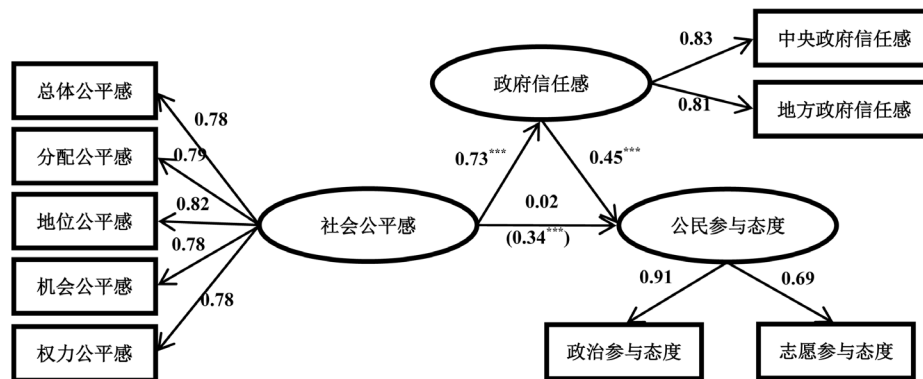 0.83
中央政府信任感
政府信任感
总体公平感
0.81
地方政府信任感
0.78
分配公平感
0.79
0.73***
0.45***
地位公平感
0.82
社会公平感
0.02
(0.34***)
公民参与态度
0.78
机会公平感
0.78
0.91
0.69
权力公平感
政治参与态度
志愿参与态度